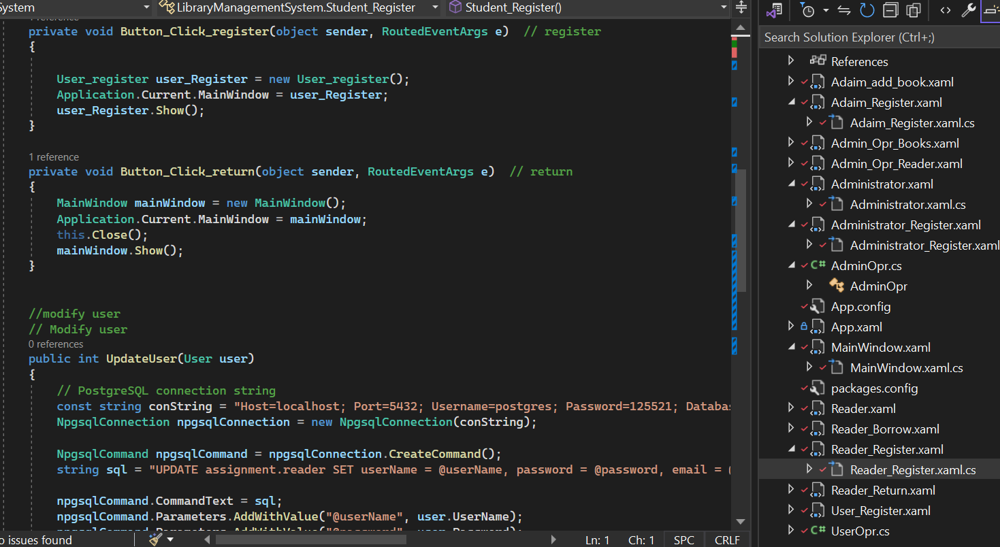 System
LibraryManagementSystem.Student_Register
Student_Register()
private void Button_Click_register(object sender, RoutedEventArgs e)  // register
{
User_register user_Register = new User_register();
Application.Current.MainWindow = user_Register;
user_Register.Show();
}
1 reference
private void Button_Click_return(object sender, RoutedEventArgs e)  // return
{
MainWindow mainWindow = new MainWindow();
Application.Current.MainWindow = mainWindow;
this.Close();
mainWindow.Show();
}
//modify user
// Modify user
0 references
public int UpdateUser(User user)
{
// PostgreSQL connection string
const string conString = "Host=localhost; Port=5432; Username=postgres; Password=125521; Databas
NpgsqlConnection npgsqlConnection = new NpgsqlConnection(conString);
NpgsqlCommand npgsqlCommand = npgsqlConnection.CreateCommand();
string sql = "UPDATE assignment.reader SET userName = @userName, password = @password, email =
npgsqlCommand.CommandText = sql;
npgsqlCommand.Parameters.AddWithValue("@userName", user.UserName);
o issues found
Ln: 1
Ch: 1
SPC
CRLF
Search Solution Explorer (Ctrl+;)
References
Adaim_add_book.xaml
Adaim_Register.xaml
Adaim_Register.xaml.cs
Admin_Opr_Books.xaml
Admin_Opr_Reader.xaml
Administrator.xaml
Administrator.xaml.cs
Administrator_Register.xaml
Administrator_Register.xaml
C# AdminOpr.cs
AdminOpr
App.config
App.xaml
MainWindow.xaml
MainWindow.xaml.cs
packages.config
Reader.xaml
Reader_Borrow.xaml
Reader_Register.xaml
Reader_Register.xaml.cs
Reader_Return.xaml
User_Register.xaml
C# UserOpr.cs